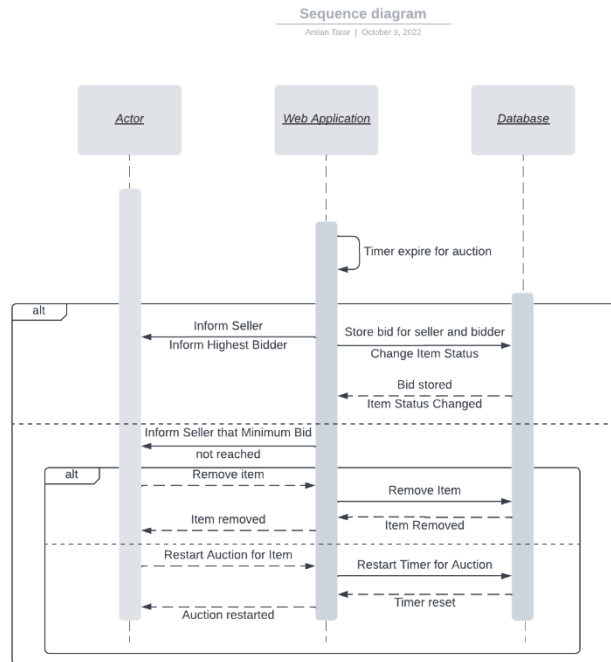 Sequence diagram
Arslan Tarar | October 9, 2022
Actor
Web Application
Database
Timer expire for auction
alt
Inform Seller
Inform Highest Bidder
Store bid for seller and bidder
Change Item Status
Bid stored
Item Status Changed
Inform Seller that Minimum Bid
not reached
alt
Remove item
Remove Item
Item removed
Item Removed
Restart Auction for Item
Restart Timer for Auction
Timer reset
Auction restarted